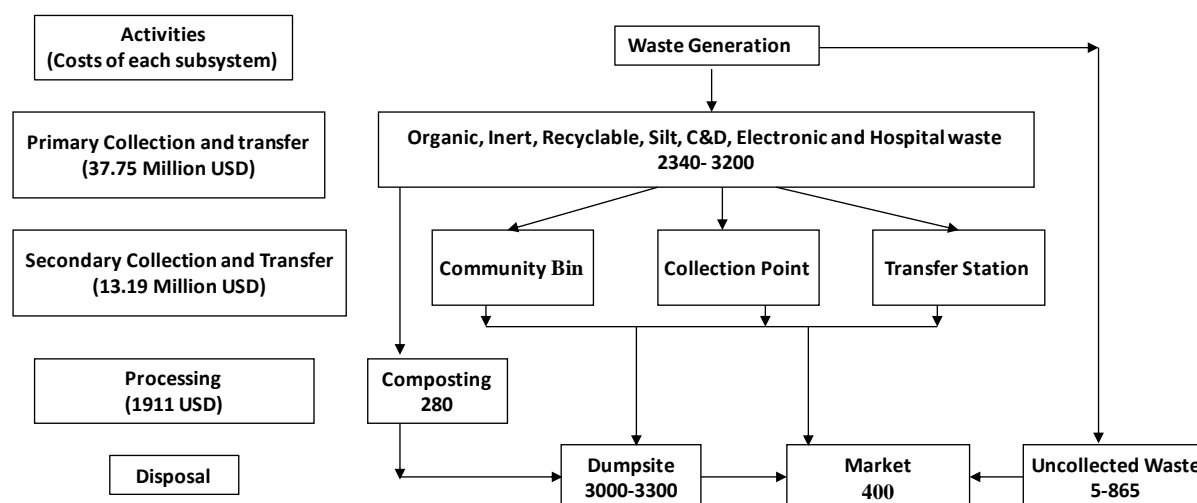 Activities
(Costs of each subsystem)
Waste Generation
Primary Collection and transfer
(37.75 Million USD)
Organic, Inert, Recyclable, Silt, C&D, Electronic and Hospital waste
2340- 3200
Secondary Collection and Transfer
(13.19 Million USD)
Community Bin
Collection Point
Transfer Station
Processing
(1911 USD)
Composting
280
Disposal
Dumpsite
3000-3300
Market
400
Uncollected Waste
5-865